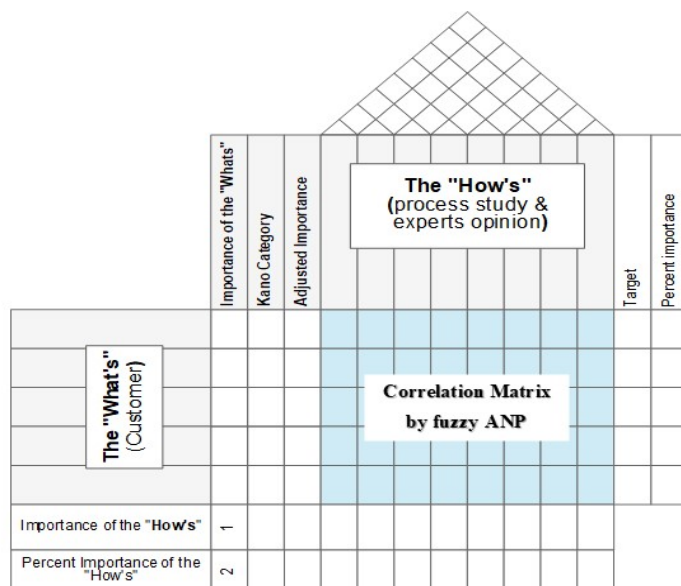 Importance of the "Whats"
Kano Category
Adjusted Importance
The "How's"
(process study &
experts opinion)
Target
Percent importance
The "What's"
(Customer)
Correlation Matrix
by fuzzy ANP
Importance of the "How's"
1
Percent Importance of the
"How's"
2